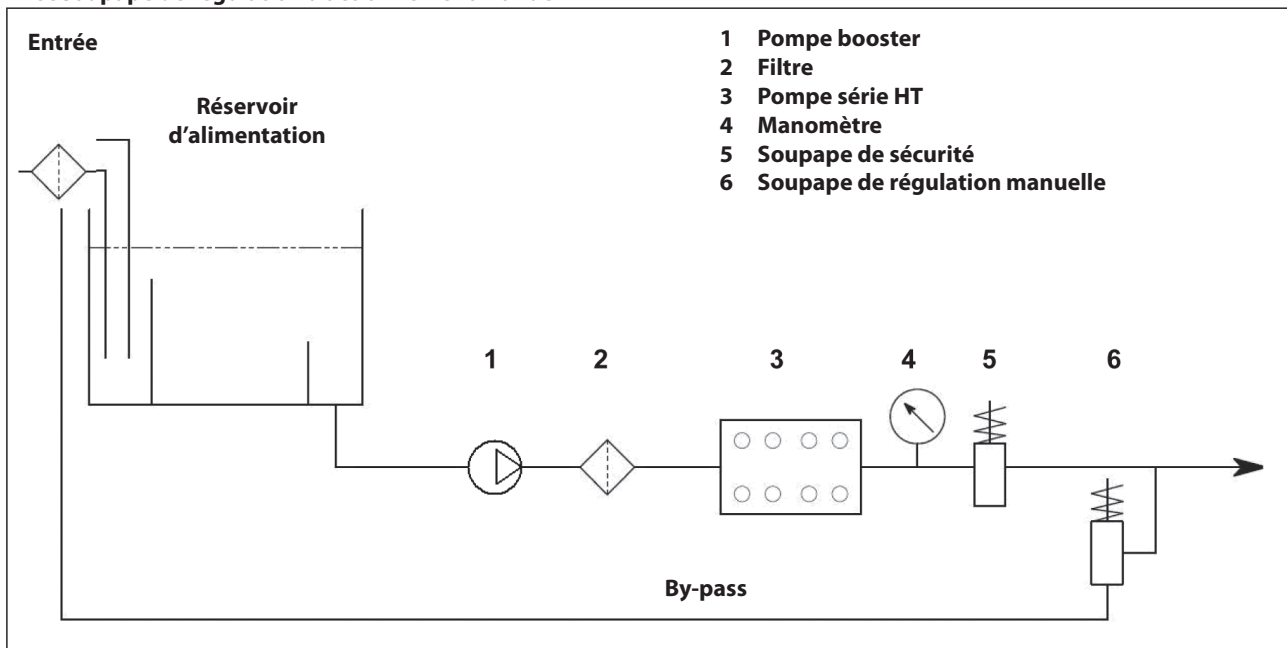 Entrée
Réservoir
d’alimentation
1 Pompe booster
2 Filtre
3 Pompe série HT
4 Manomètre
5 Soupape de sécurité
6 Soupape de régulation manuelle
1 2 3 4 5 6
By-pass